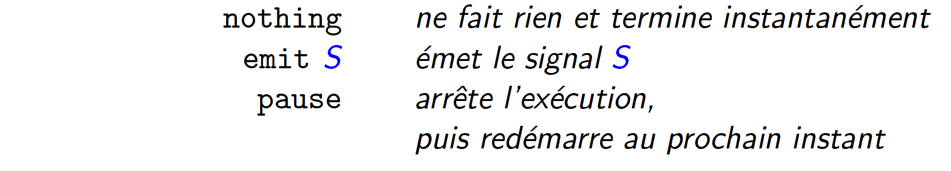 nothing ne fait rien et termine instantanément
emit S émet le signal S
pause arrête l'exécution,
puis redémarre au prochain instant